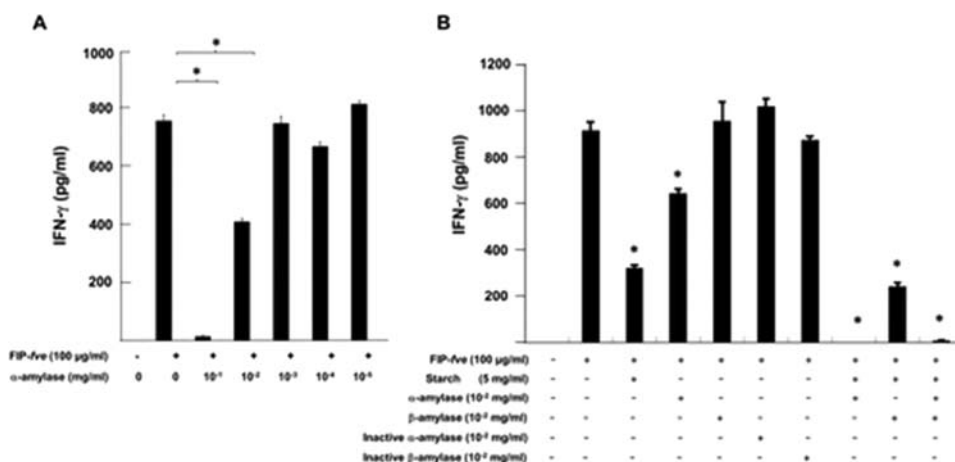 A
B
*
*
1000
800
600
400
200
IFN-γ (pg/ml)
FIP-fve (100 μg/ml) - + + + + + +
α-amylase (mg/ml) 0 0 10⁻¹ 10⁻² 10⁻³ 10⁻⁴ 10⁻⁵
1200
1000
800
600
400
200
IFN-γ (pg/ml)
* * * * *
FIP-fve (100 μg/ml) - + + + + + + + + +
Starch (5 mg/ml) - - + - - - - + + +
α-amylase (10⁻² mg/ml) - - - + - - - + - +
β-amylase (10⁻² mg/ml) - - - - + - - - + +
Inactive α-amylase (10⁻² mg/ml) - - - - - + - - - -
Inactive β-amylase (10⁻² mg/ml) - - - - - - + - - -